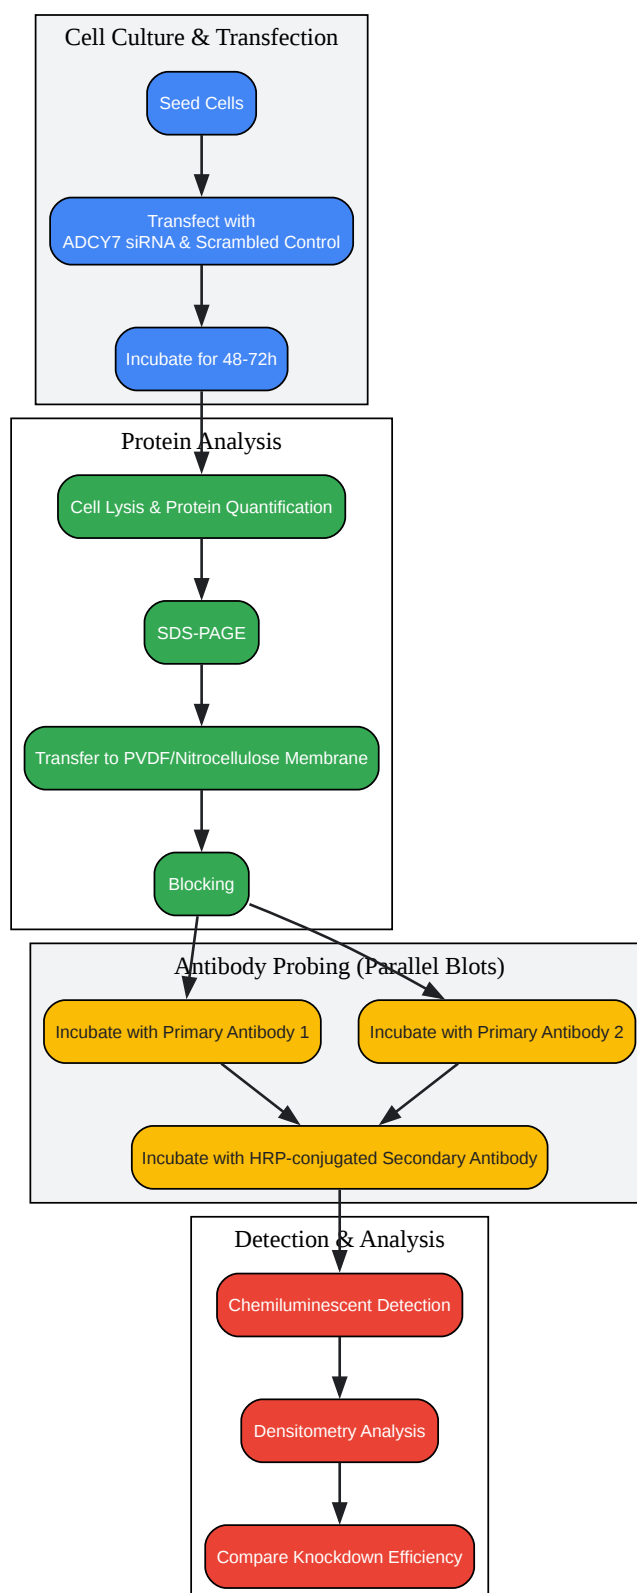 Cell Culture & Transfection
Seed Cells
Transfect with
ADCY7 siRNA & Scrambled Control
Incubate for 48-72h
Protein Analysis
Cell Lysis & Protein Quantification
SDS-PAGE
Transfer to PVDF/Nitrocellulose Membrane
Blocking
Antibody Probing (Parallel Blots)
Incubate with Primary Antibody 1
Incubate with Primary Antibody 2
Incubate with HRP-conjugated Secondary Antibody
Detection & Analysis
Chemiluminescent Detection
Densitometry Analysis
Compare Knockdown Efficiency